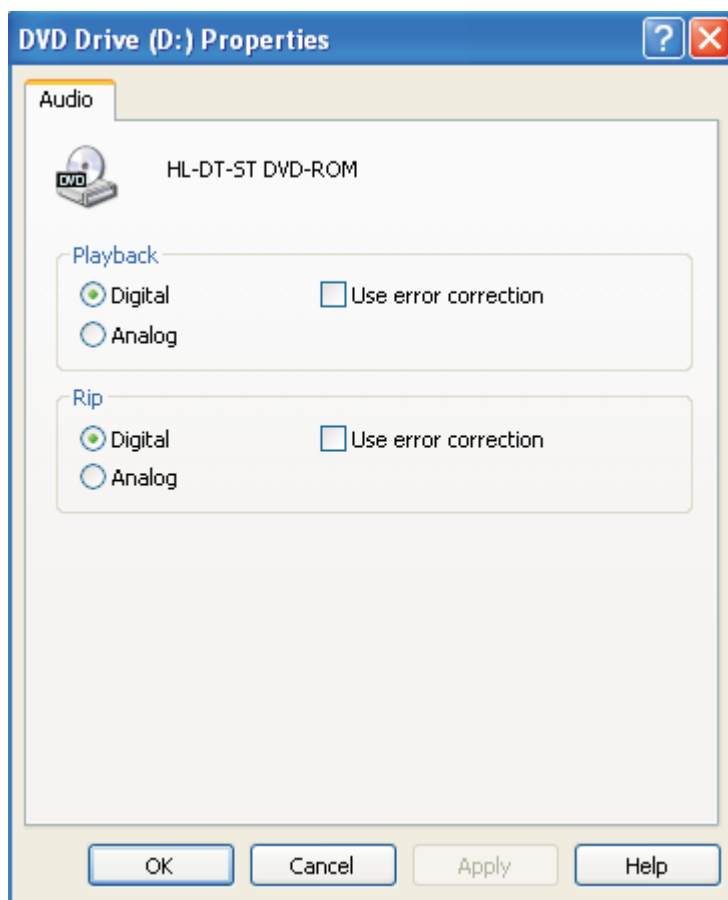 DVD Drive (D:) Properties
?
Audio
DVD
HL-DT-ST DVD-ROM
Playback
Digital
Use error correction
Analog
Rip
Digital
Use error correction
Analog
OK
Cancel
Apply
Help